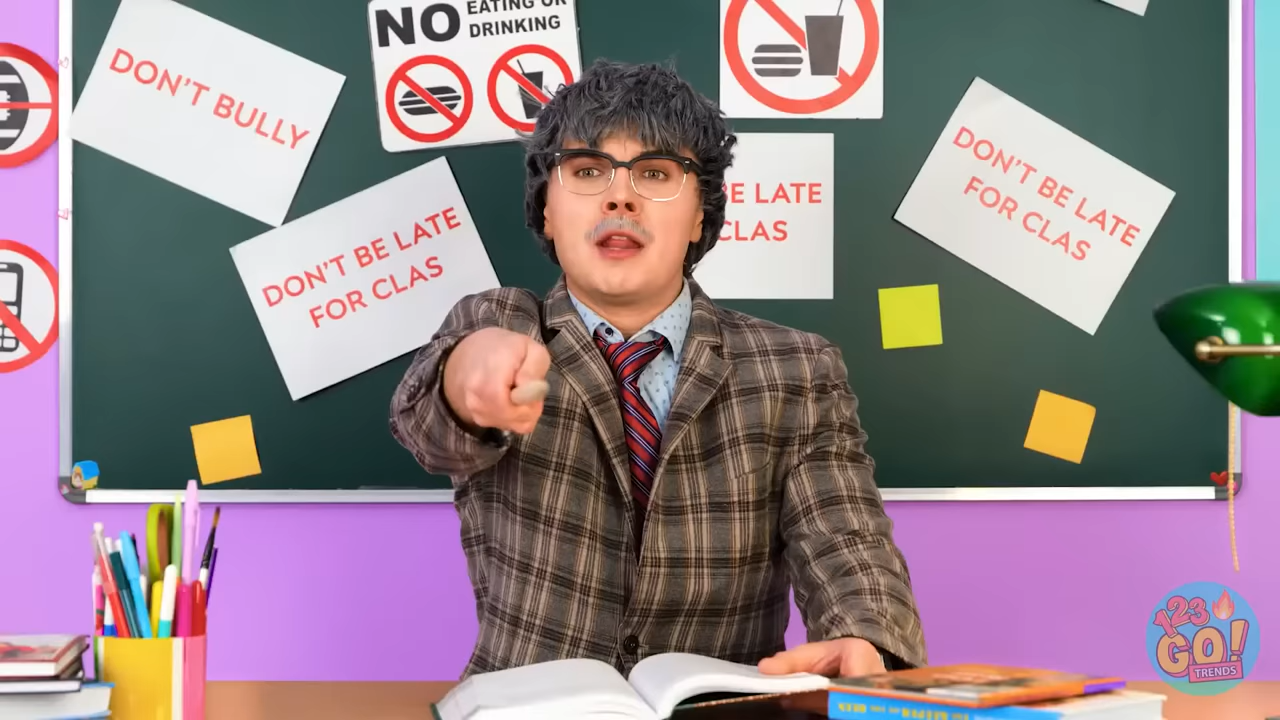 DON'T BULLY
NO EATING OR
DRINKING
DON'T BE LATE
FOR CLAS
BE LATE
CLAS
DON'T BE LATE
FOR CLAS
123
GO!
TRENDS